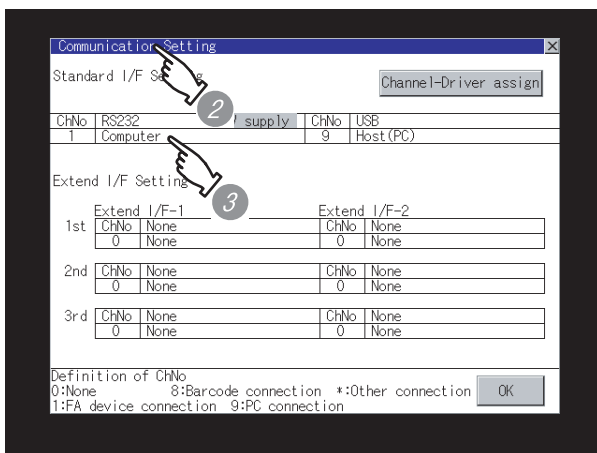 Communication Setting
Standard I/F Setting
Channel-Driver assign
ChNo RS232 supply ChNo USB
1 Computer 9 Host(PC)
2
Extend I/F Setting
3
Extend I/F-1 Extend I/F-2
1st ChNo None ChNo None
0 None 0 None
2nd ChNo None ChNo None
0 None 0 None
3rd ChNo None ChNo None
0 None 0 None
Definition of ChNo
0:None 8:Barcode connection *:Other connection
1:FA device connection 9:PC connection
OK